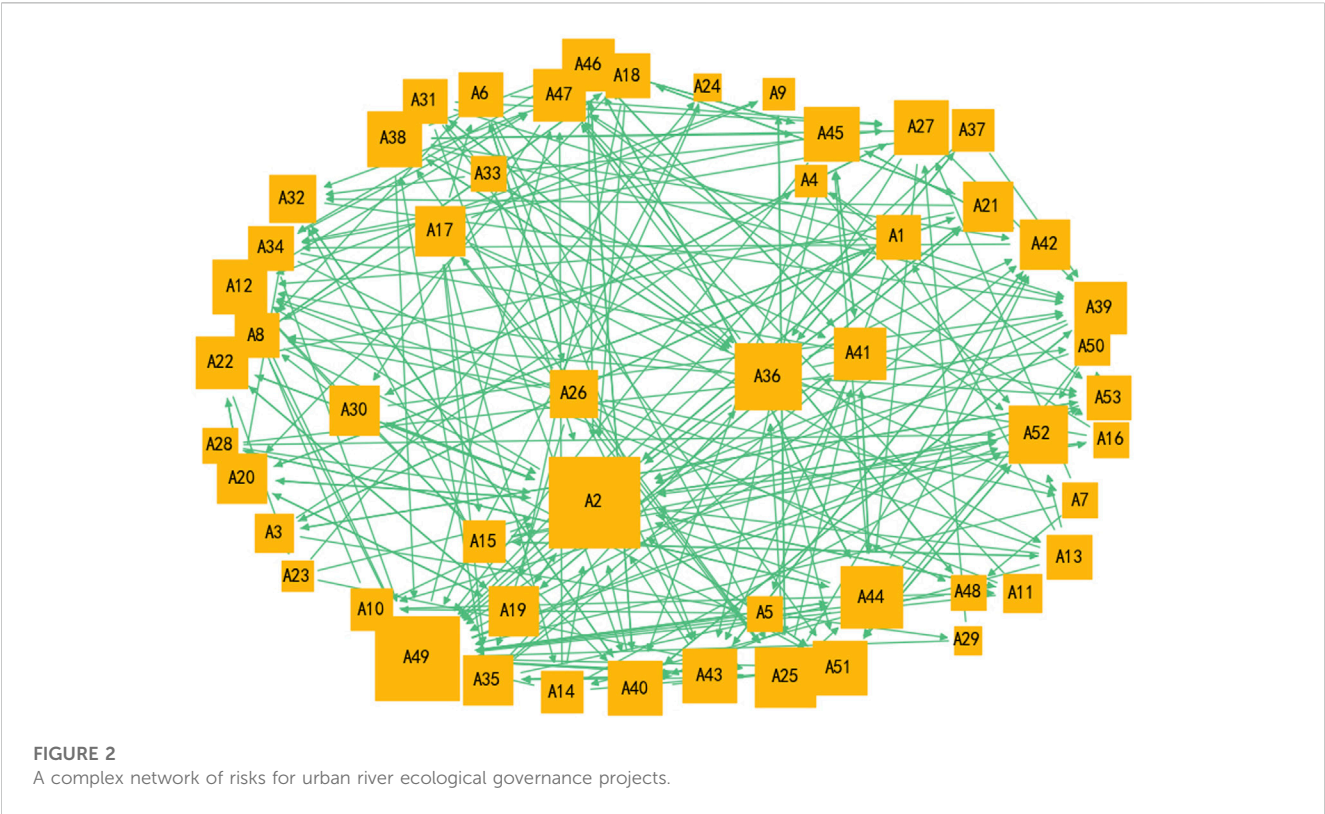 A46
A18
A31
A6
A47
A24
A9
A38
A45
A27
A37
A33
A4
A32
A21
A17
A1
A34
A42
A12
A39
A8
A50
A22
A41
A36
A26
A53
A30
A52
A16
A28
A20
A2
A7
A3
A15
A13
A23
A10
A19
A5
A44
A48
A11
A29
A49
A35
A14
A40
A43
A25
A51
FIGURE 2
A complex network of risks for urban river ecological governance projects.